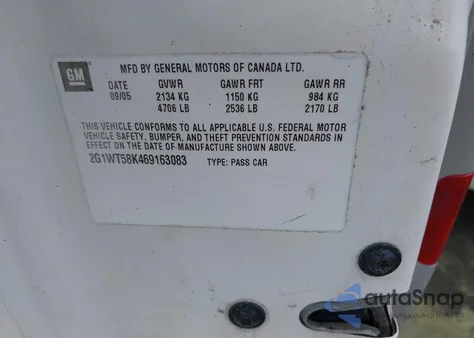 GM
MFD BY GENERAL MOTORS OF CANADA LTD.
DATE GVWR GAWR FRT GAWR RR
09/05 2134 KG 1150 KG 984 KG
4706 LB 2536 LB 2170 LB
THIS VEHICLE CONFORMS TO ALL APPLICABLE U.S. FEDERAL MOTOR
VEHICLE SAFETY, BUMPER, AND THEFT PREVENTION STANDARDS
IN EFFECT ON THE DATE OF MANUFACTURE SHOWN ABOVE.
2G1WT58K469163083 TYPE: PASS CAR
autoSnap